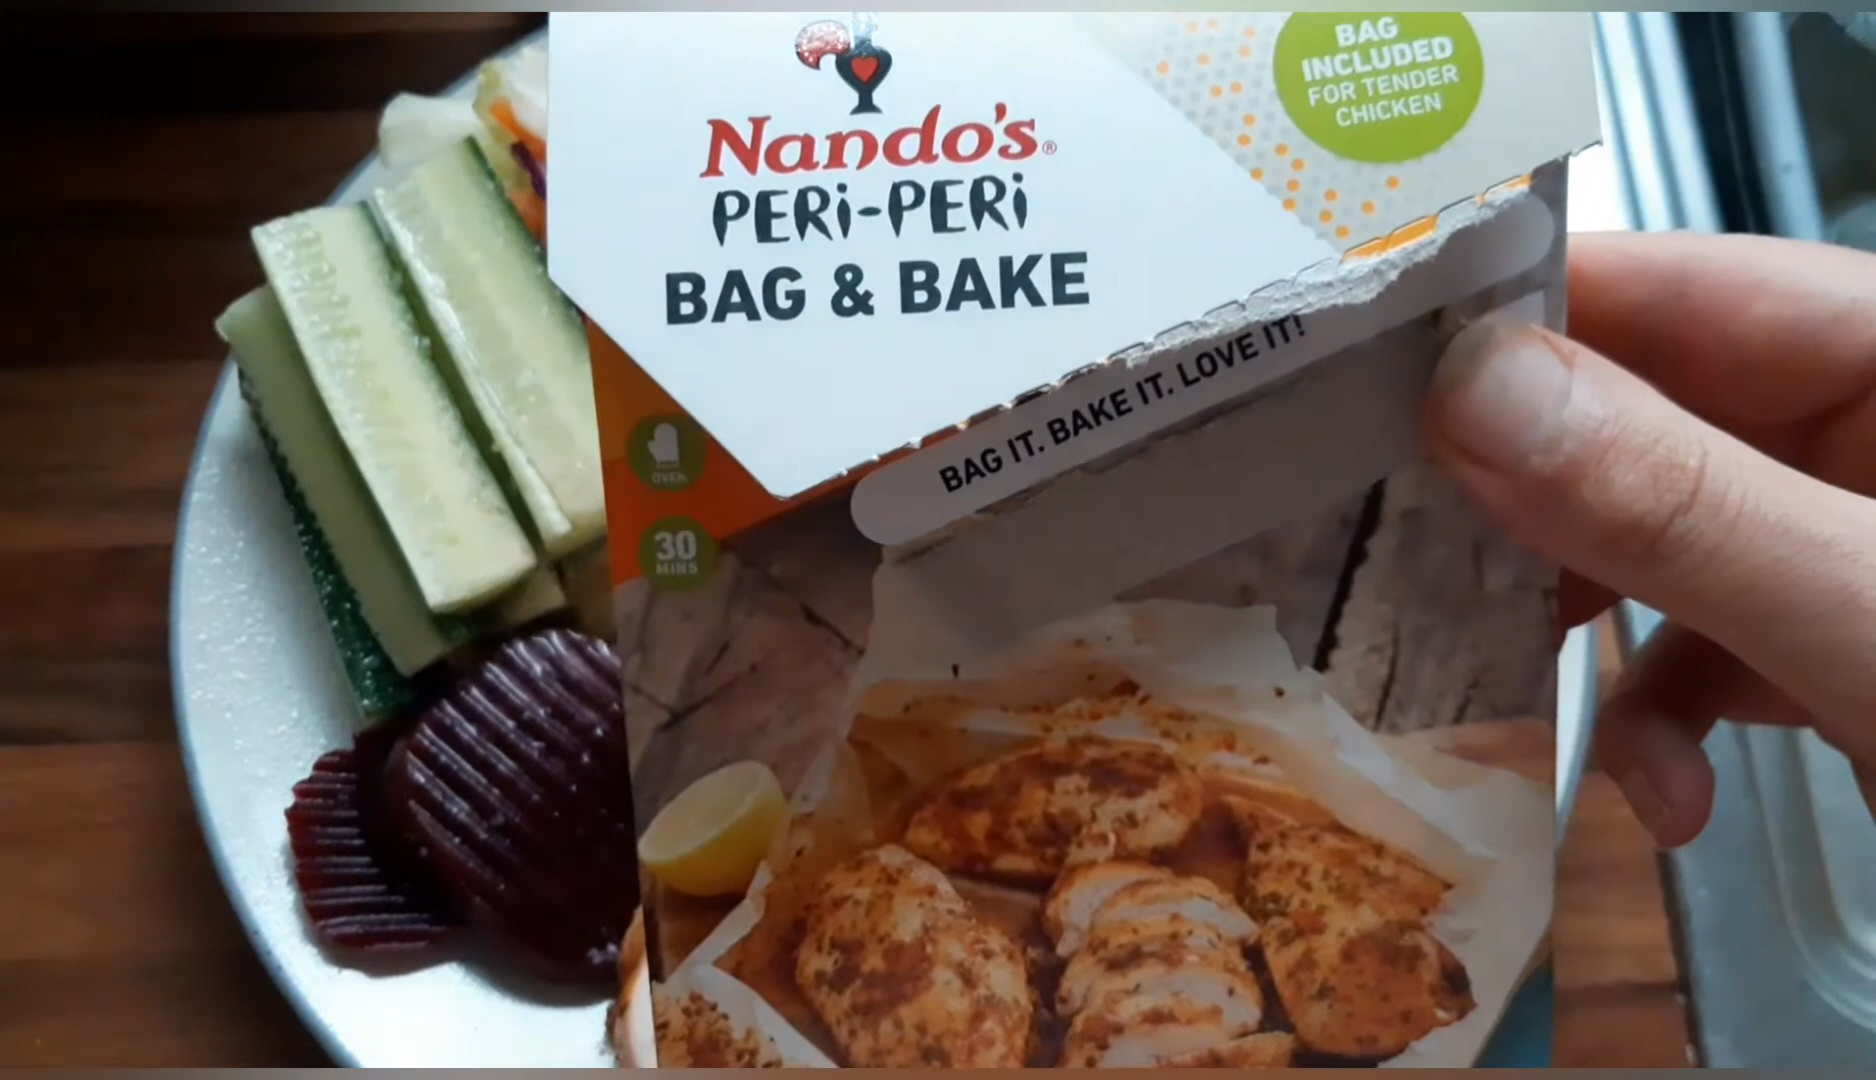 Nando's®
PERi-PERi
BAG & BAKE
BAG
INCLUDED
FOR TENDER
CHICKEN
BAG IT. BAKE IT. LOVE IT!
OVEN
30
MINS